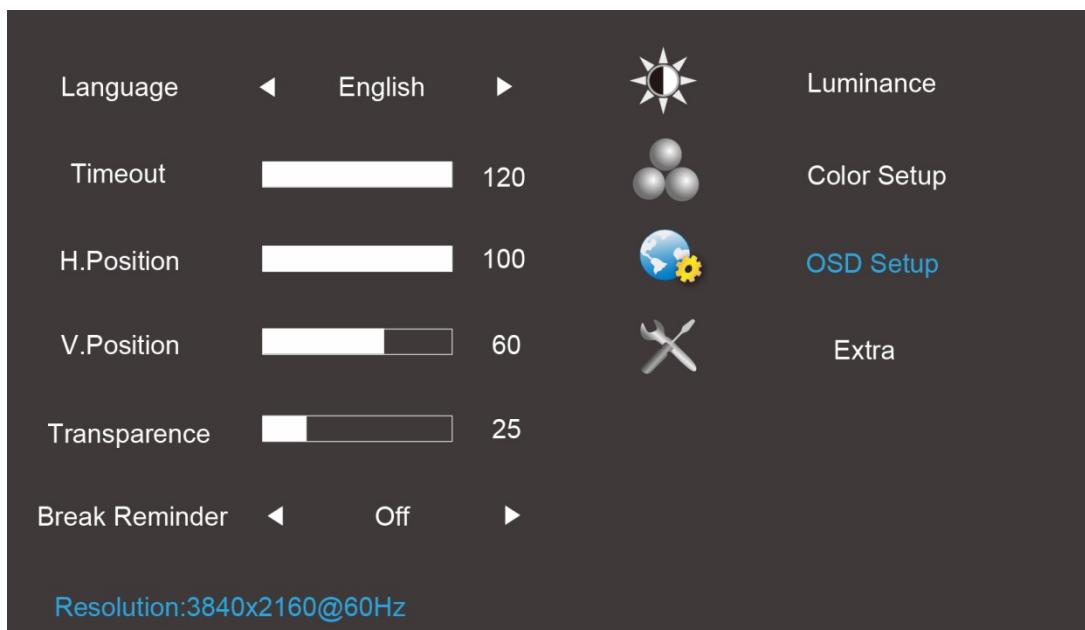 Language English Luminance
Timeout 120 Color Setup
H.Position 100 OSD Setup
V.Position 60 Extra
Transparence 25
Break Reminder Off
Resolution:3840x2160@60Hz